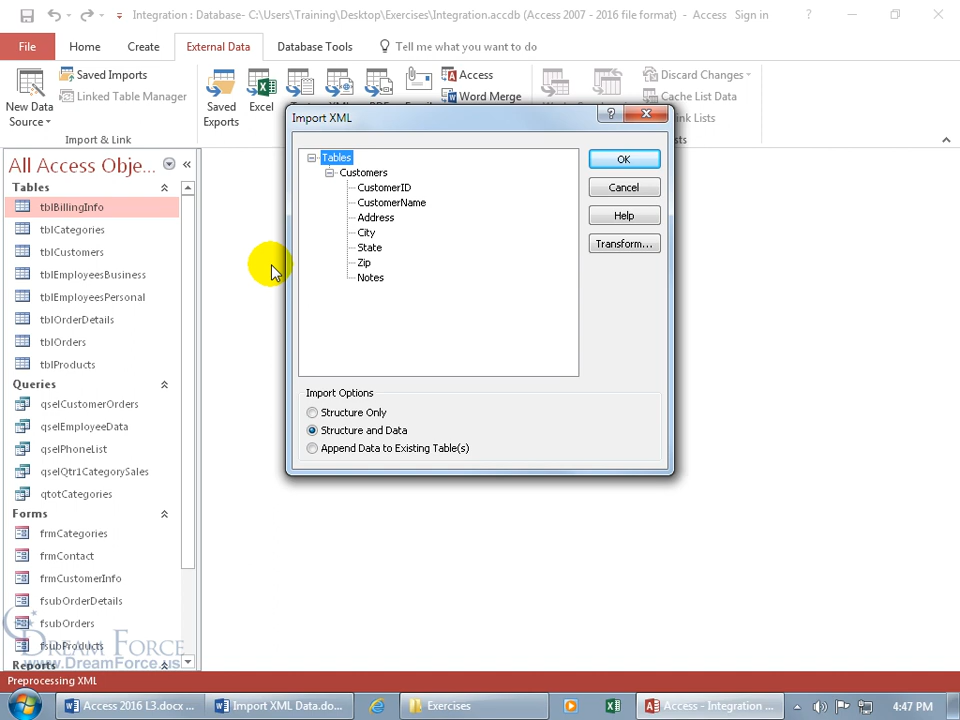 Integration : Database- C:\Users\Training\Desktop\Exercises\Integration.accdb (Access 2007 - 2016 file format) - Access Sign in ?
File Home Create External Data Database Tools Tell me what you want to do
New Data Source
Saved Imports
Linked Table Manager
Import & Link
Saved Exports
Excel
Access
Word Merge
Discard Changes
Cache List Data
Import XML
?
Tables
Customers
CustomerID
CustomerName
Address
City
State
Zip
Notes
OK
Cancel
Help
Transform...
Import Options
Structure Only
Structure and Data
Append Data to Existing Table(s)
All Access Obje...
Tables
tblBillingInfo
tblCategories
tblCustomers
tblEmployeesBusiness
tblEmployeesPersonal
tblOrderDetails
tblOrders
tblProducts
Queries
qselCustomerOrders
qselEmployeeData
qselPhoneList
qselQtr1CategorySales
qtotCategories
Forms
frmCategories
frmContact
frmCustomerInfo
fsubOrderDetails
fsubOrders
fsubProducts
Reports
DREAM FORCE
www.DreamForce.us
Preprocessing XML
Access 2016 L3.docx ...
Import XML Data.do...
Exercises
Access - Integration ...
4:47 PM